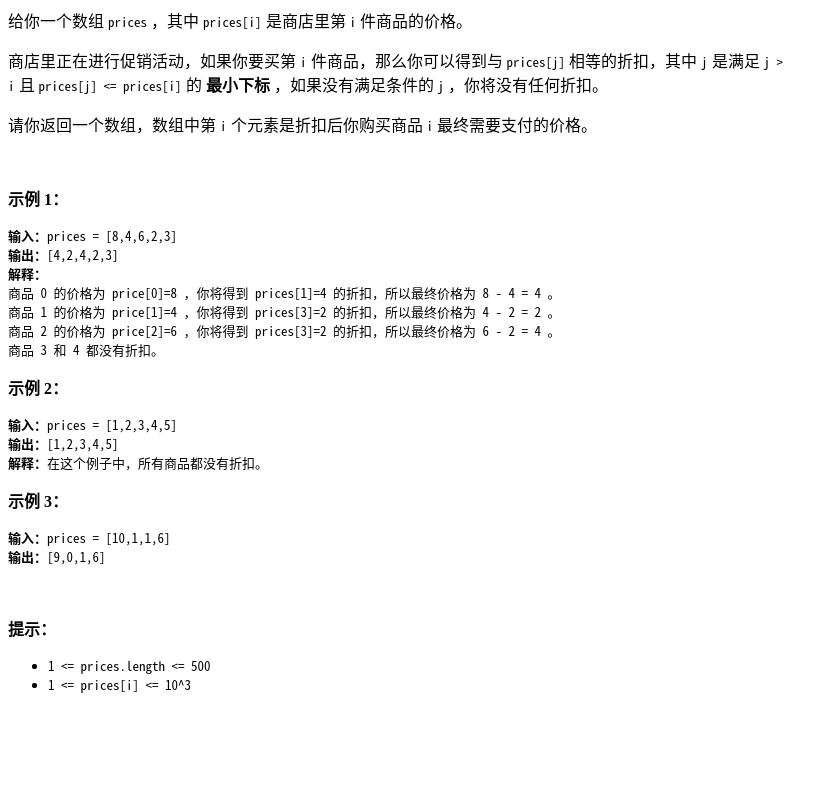 给你一个数组 prices ，其中 prices[i] 是商店里第 i 件商品的价格。
商店里正在进行促销活动，如果你要买第 i 件商品，那么你可以得到与 prices[j] 相等的折扣，其中 j 是满足 j >
i 且 prices[j] <= prices[i] 的 最小下标 ，如果没有满足条件的 j ，你将没有任何折扣。
请你返回一个数组，数组中第 i 个元素是折扣后你购买商品 i 最终需要支付的价格。
示例 1：
输入：prices = [8,4,6,2,3]
输出：[4,2,4,2,3]
解释：
商品 0 的价格为 price[0]=8 ，你将得到 prices[1]=4 的折扣，所以最终价格为 8 - 4 = 4 。
商品 1 的价格为 price[1]=4 ，你将得到 prices[3]=2 的折扣，所以最终价格为 4 - 2 = 2 。
商品 2 的价格为 price[2]=6 ，你将得到 prices[3]=2 的折扣，所以最终价格为 6 - 2 = 4 。
商品 3 和 4 都没有折扣。
示例 2：
输入：prices = [1,2,3,4,5]
输出：[1,2,3,4,5]
解释：在这个例子中，所有商品都没有折扣。
示例 3：
输入：prices = [10,1,1,6]
输出：[9,0,1,6]
提示：
• 1 <= prices.length <= 500
• 1 <= prices[i] <= 10^3